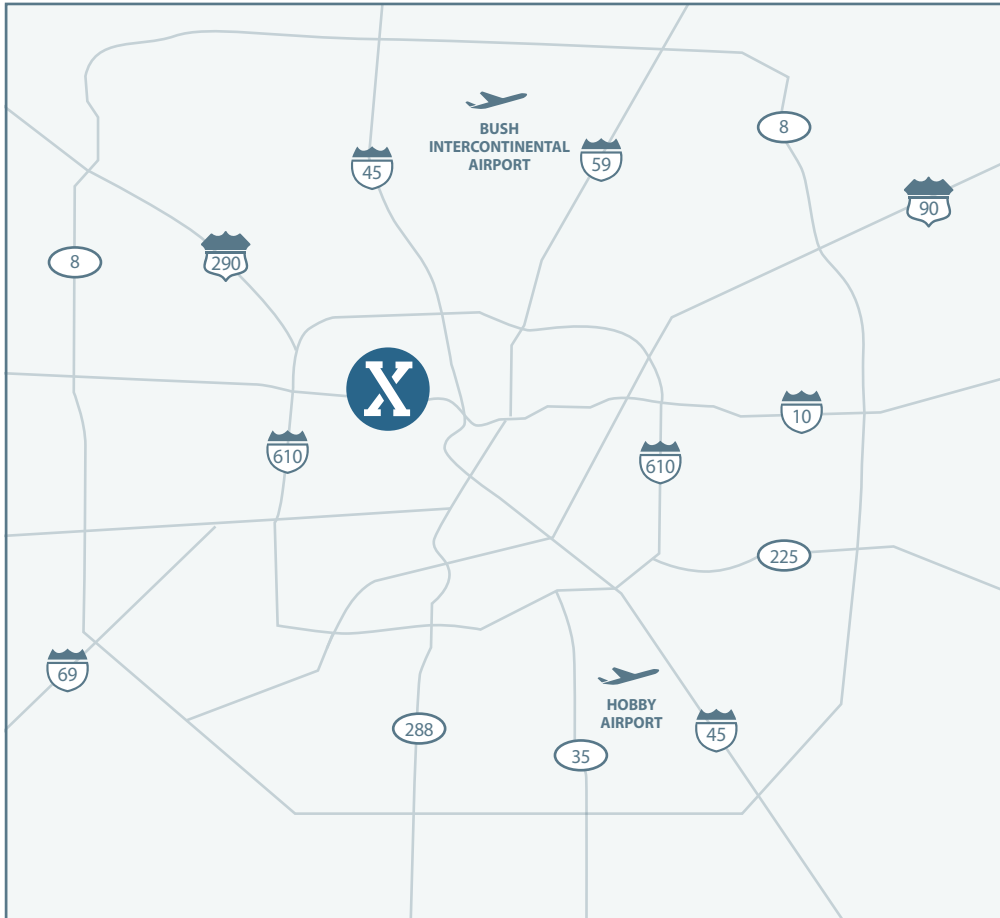 BUSH
INTERCONTINENTAL
AIRPORT
8
45
59
90
8
290
X
10
610
610
225
69
HOBBY
AIRPORT
288
45
35